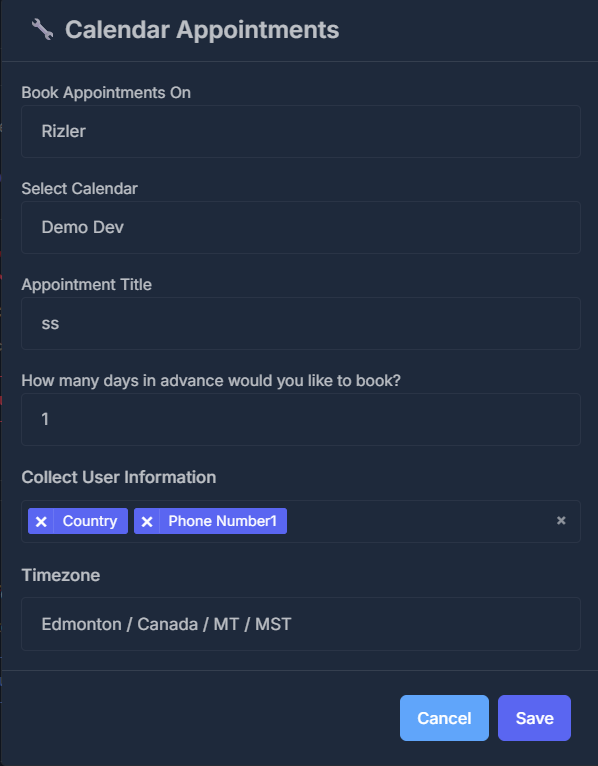 Calendar Appointments
Book Appointments On
Rizler
Select Calendar
Demo Dev
Appointment Title
ss
How many days in advance would you like to book?
1
Collect User Information
× Country × Phone Number1 ×
Timezone
Edmonton / Canada / MT / MST
Cancel Save